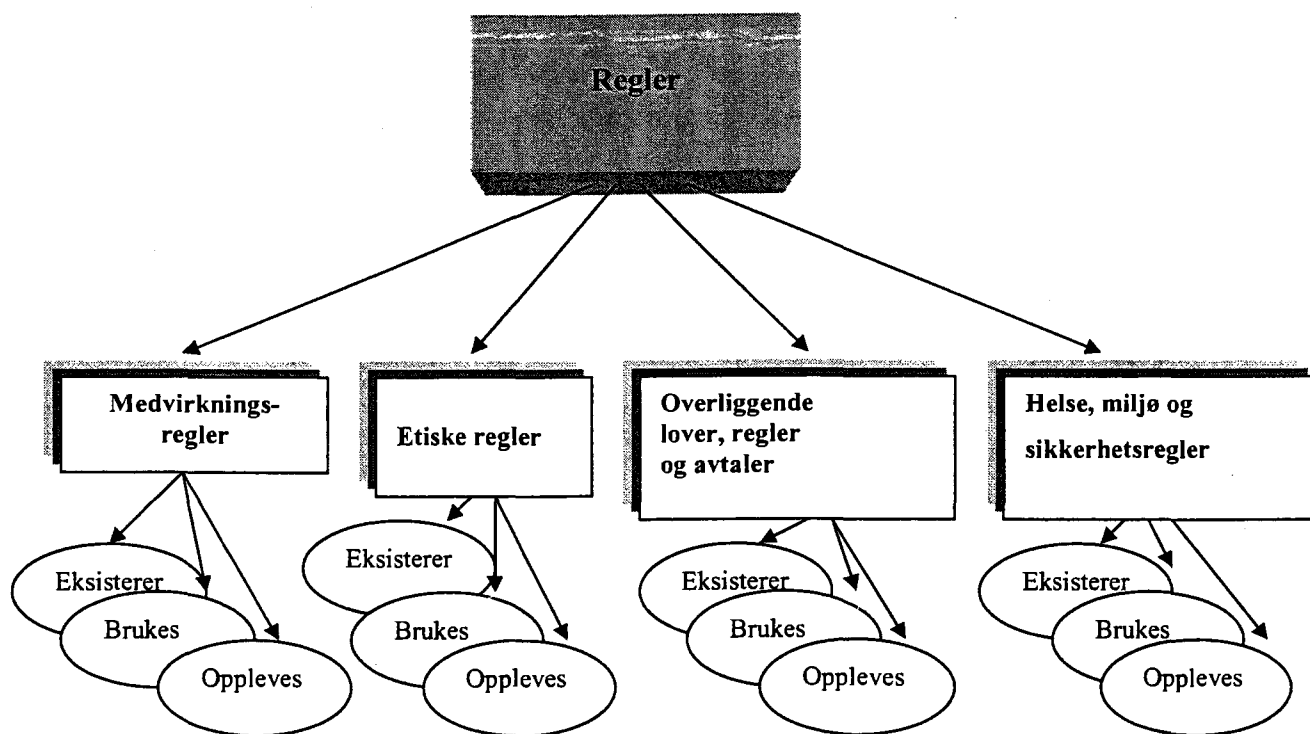 Regler
Medvirknings-
regler
Etiske regler
Overliggende
lover, regler
og avtaler
Helse, miljø og
sikkerhetsregler
Eksisterer
Brukes
Oppleves
Eksisterer
Brukes
Oppleves
Eksisterer
Brukes
Oppleves
Eksisterer
Brukes
Oppleves